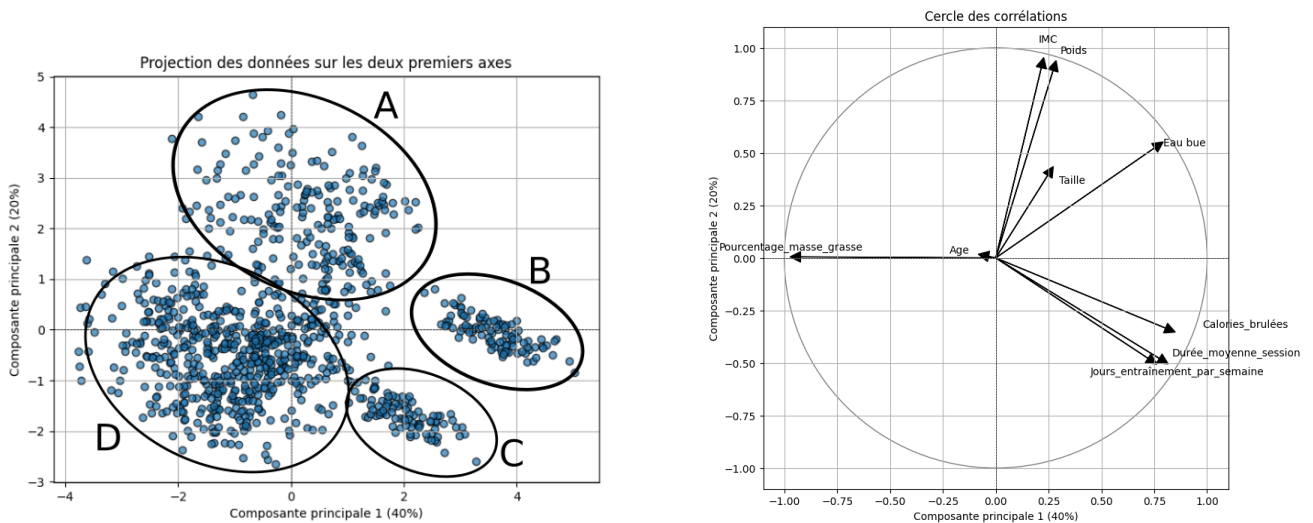 Projection des données sur les deux premiers axes
5
4
3
2
1
0
−1
−2
−3
−4
−2
0
2
4
Composante principale 2 (20%)
Composante principale 1 (40%)
A
B
C
D
Cercle des corrélations
1.00
0.75
0.50
0.25
0.00
−0.25
−0.50
−0.75
−1.00
−1.00
−0.75
−0.50
−0.25
0.00
0.25
0.50
0.75
1.00
Composante principale 2 (20%)
Composante principale 1 (40%)
IMC
Poids
Eau bue
Taille
Pourcentage_masse_grasse
Age
Calories_brulées
Durée_moyenne_session
Jours_entraînement_par_semaine